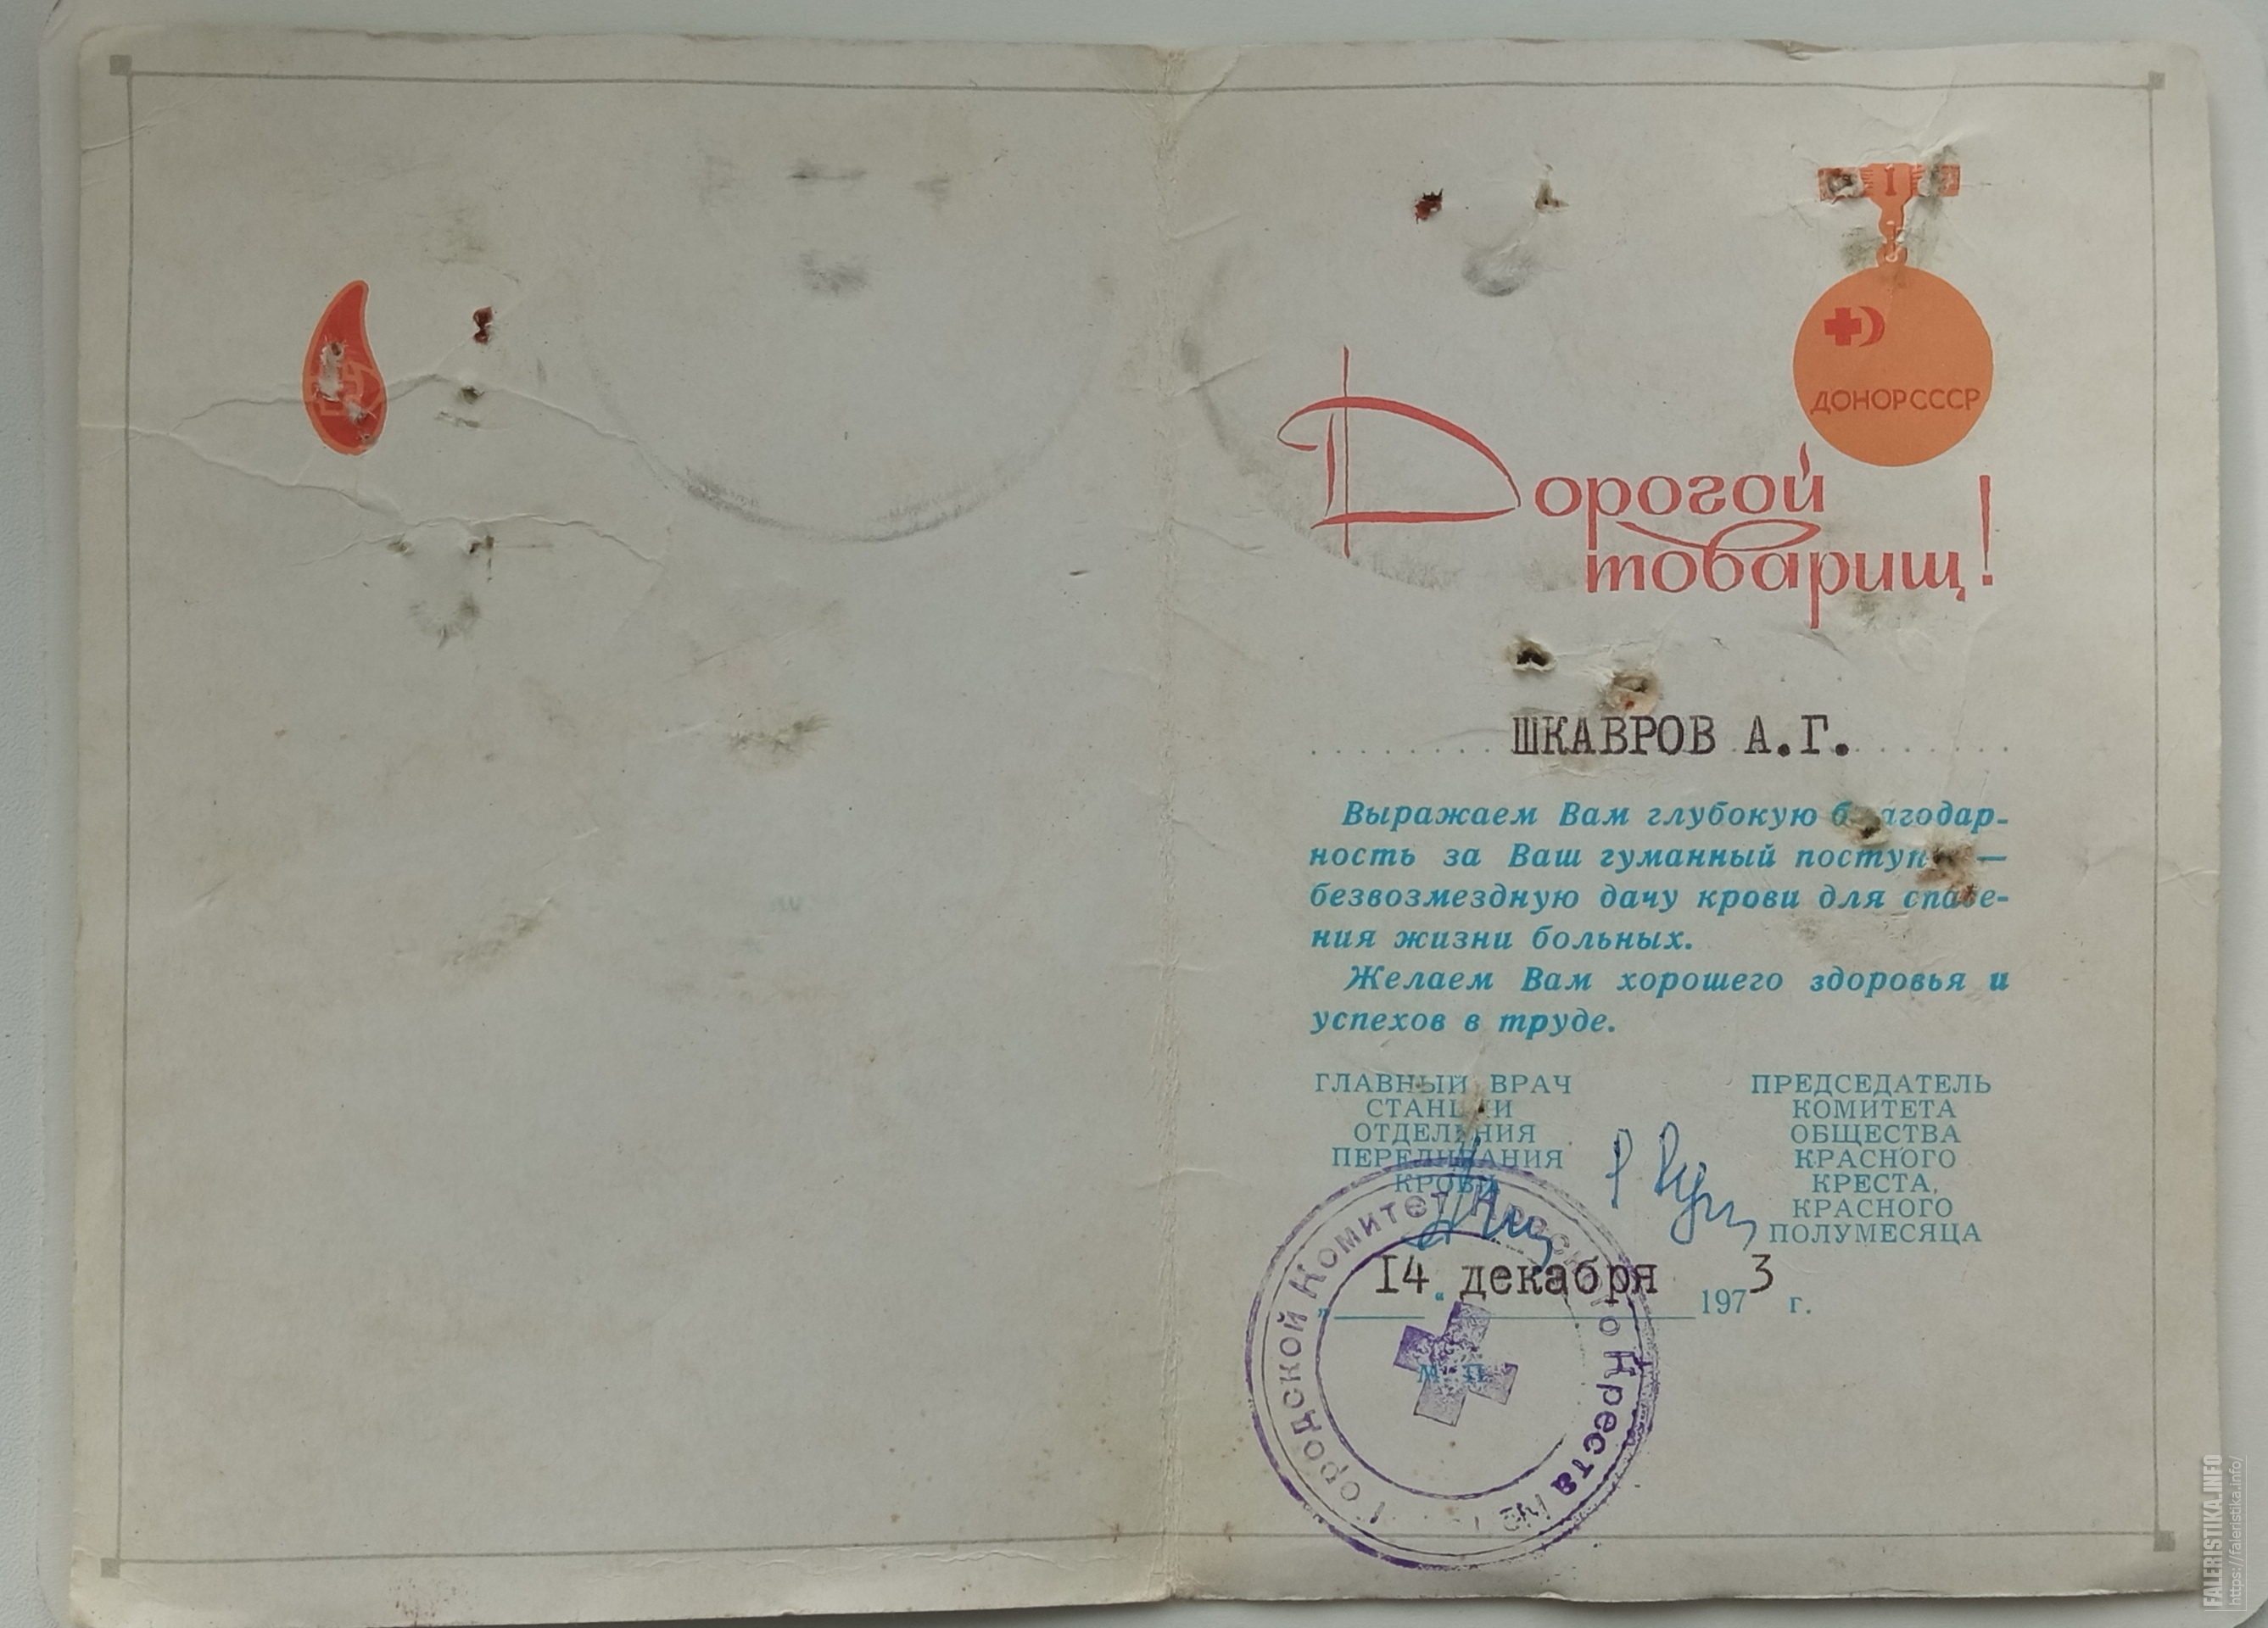 I
ДОНОР СССР
Дорогой
товарищ!
ШКАВРОВ А.Г.
Выражаем Вам глубокую благодар-
ность за Ваш гуманный поступок —
безвозмездную дачу крови для спасе-
ния жизни больных.
Желаем Вам хорошего здоровья и
успехов в труде.
ГЛАВНЫЙ ВРАЧ
СТАНЦИИ
ОТДЕЛЕНИЯ
ПЕРЕЛИВАНИЯ
КРОВИ
ПРЕДСЕДАТЕЛЬ
КОМИТЕТА
ОБЩЕСТВА
КРАСНОГО
КРЕСТА,
КРАСНОГО
ПОЛУМЕСЯЦА
„14“ декабря 1973 г.
М. П.
Городской Комитет Красного Креста
FALERISTIKA.INFO
https://faleristika.info/